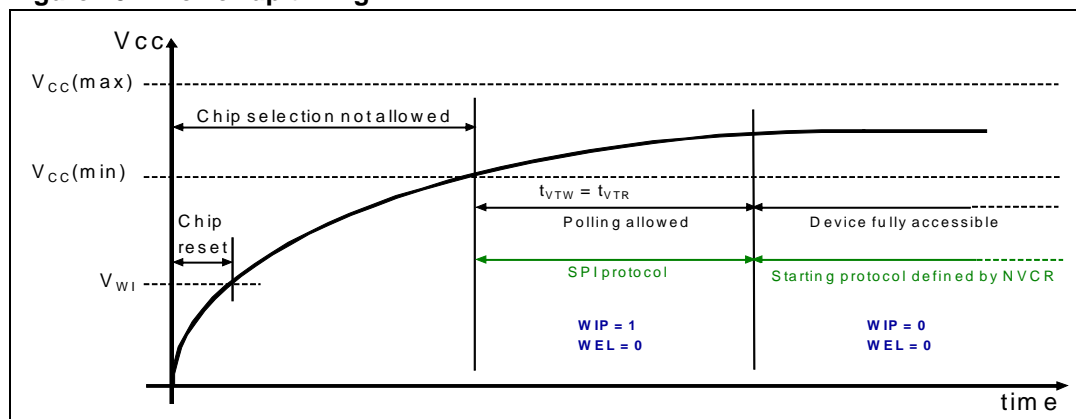 Vcc
VCC(max)
Chip selection not allowed
VCC(min)
tVTW = tVTR
Chip
reset
Polling allowed
Device fully accessible
VWI
SPI protocol
Starting protocol defined by NVCR
WIP = 1
WEL = 0
WIP = 0
WEL = 0
time